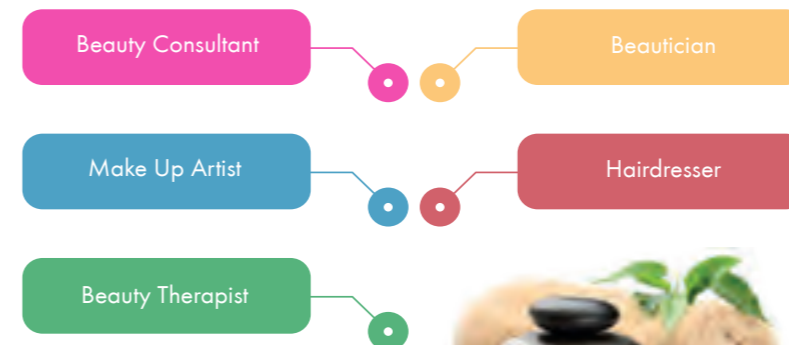 Beauty Consultant
Beautician
Make Up Artist
Hairdresser
Beauty Therapist